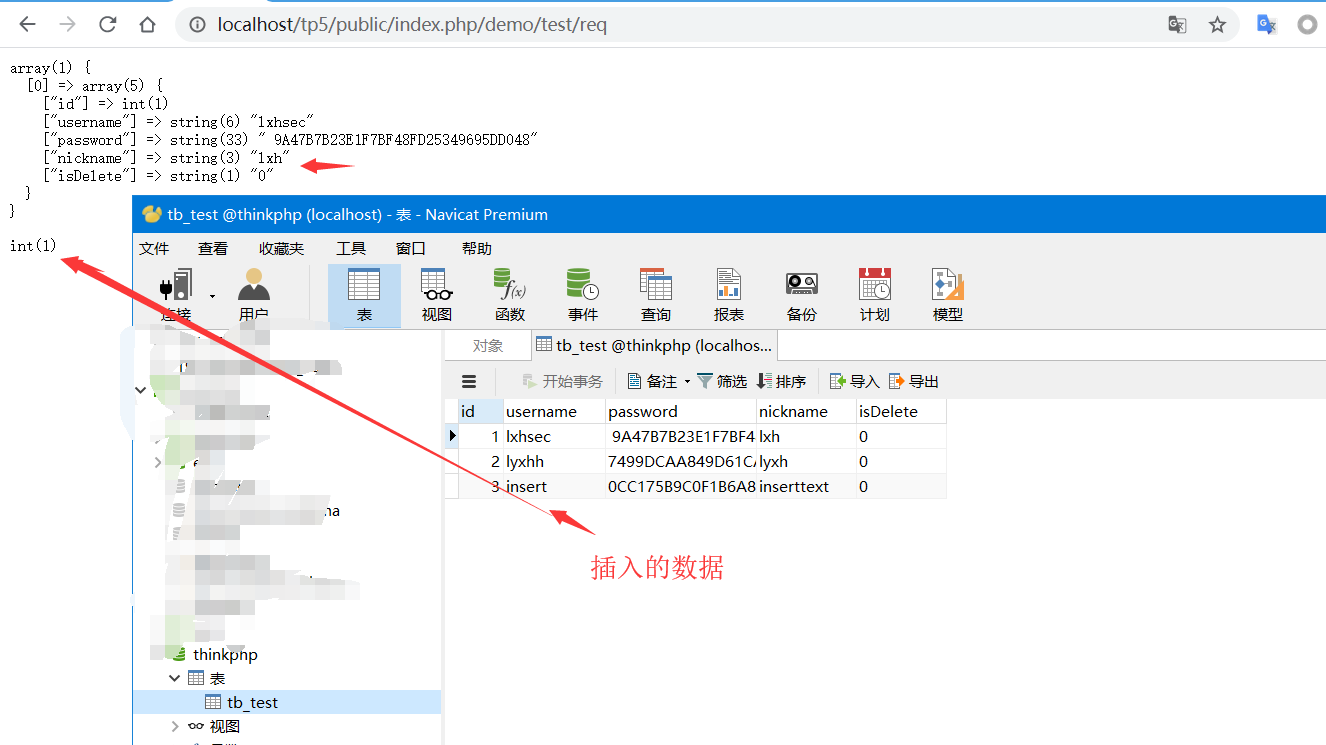 localhost/tp5/public/index.php/demo/test/req
array(1) {
[0] => array(5) {
["id"] => int(1)
["username"] => string(6) "lxhsec"
["password"] => string(33) " 9A47B7B23E1F7BF48FD25349695DD048"
["nickname"] => string(3) "lxh"
["isDelete"] => string(1) "0"
}
}
int(1)
tb_test @thinkphp (localhost) - 表 - Navicat Premium
文件 查看 收藏夹 工具 窗口 帮助
连接 用户 表 视图 函数 事件 查询 报表 备份 计划 模型
对象 tb_test @thinkphp (localhos...
开始事务 备注 筛选 排序 导入 导出
id username password nickname isDelete
1 lxhsec 9A47B7B23E1F7BF4 lxh 0
2 lyxhh 7499DCAA849D61CA lyxh 0
3 insert 0CC175B9C0F1B6A8 inserttext 0
插入的数据
thinkphp
表
tb_test
视图